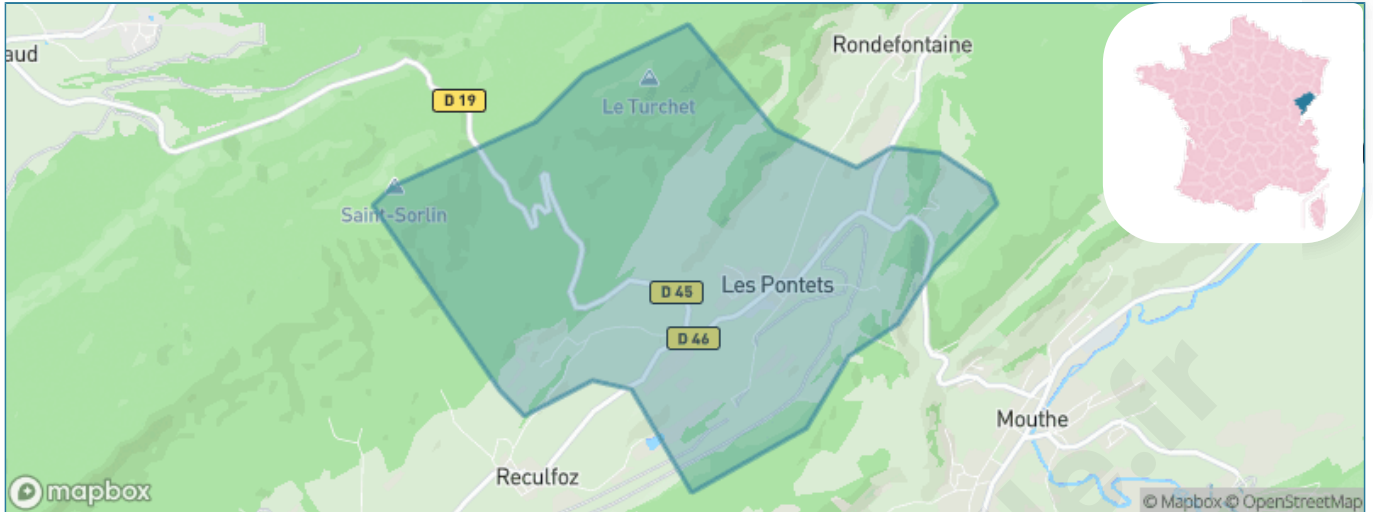 aud
Rondefontaine
D 19
Le Turchet
Saint-Sorlin
Les Pontets
D 45
D 46
Mouthe
Reculfoz
mapbox
© Mapbox © OpenStreetMap